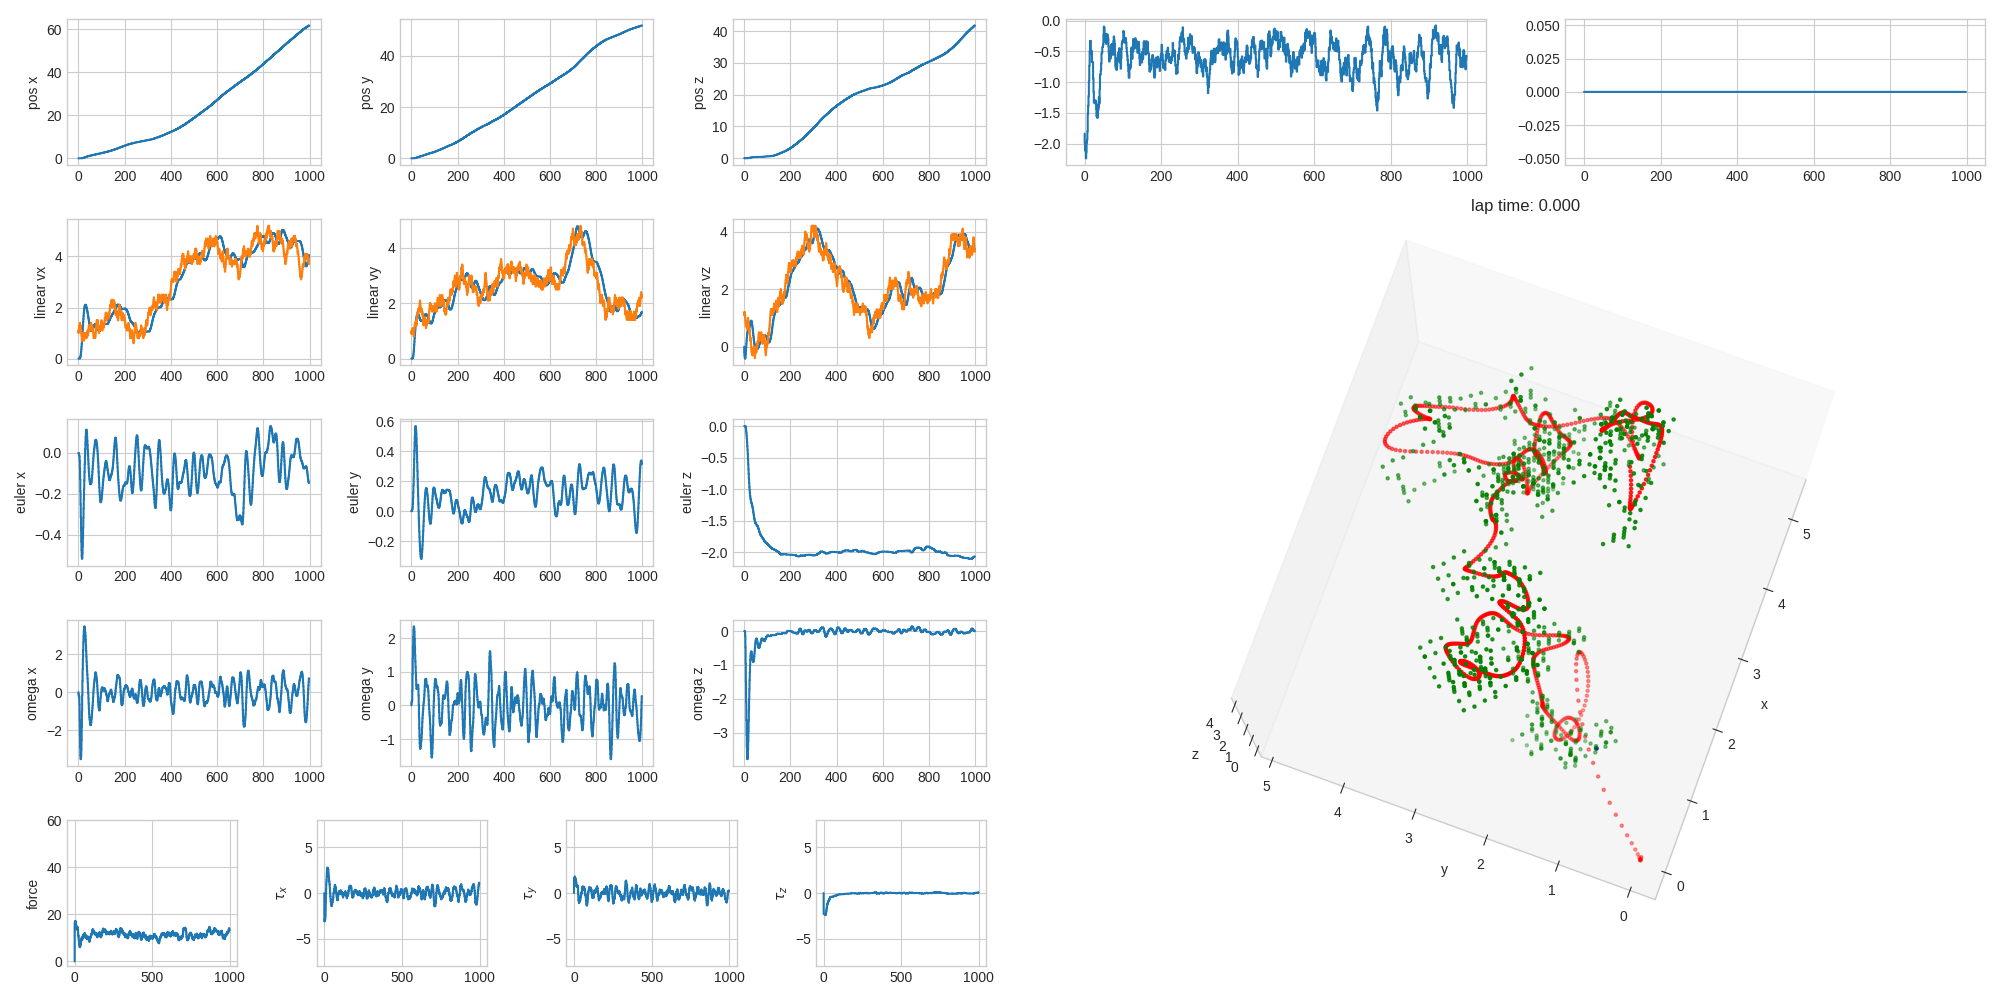 60
40
20
0
pos x
0 200 400 600 800 1000
40
20
0
pos y
0 200 400 600 800 1000
40
30
20
10
0
pos z
0 200 400 600 800 1000
0.0
−0.5
−1.0
−1.5
−2.0
0 200 400 600 800 1000
0.050
0.025
0.000
−0.025
−0.050
0 200 400 600 800 1000
4
2
0
linear vx
0 200 400 600 800 1000
4
2
0
linear vy
0 200 400 600 800 1000
4
2
0
linear vz
0 200 400 600 800 1000
lap time: 0.000
0.0
−0.2
−0.4
euler x
0 200 400 600 800 1000
0.6
0.4
0.2
0.0
−0.2
euler y
0 200 400 600 800 1000
0.0
−0.5
−1.0
−1.5
−2.0
euler z
0 200 400 600 800 1000
2
0
−2
omega x
0 200 400 600 800 1000
2
1
0
−1
omega y
0 200 400 600 800 1000
0
−1
−2
−3
omega z
0 200 400 600 800 1000
60
40
20
0
force
0 500 1000
5
0
−5
τx
0 500 1000
5
0
−5
τy
0 500 1000
5
0
−5
τz
0 500 1000
4
3
2
1
0
z
5
4
3
2
1
0
y
5
4
3
2
1
0
x